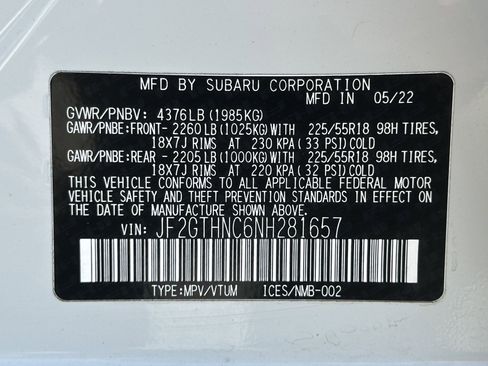 MFD BY SUBARU CORPORATION
MFD IN 05/22
GVWR/PNBV: 4376LB(1985KG)
GAWR/PNBE:FRONT-2260LB(1025KG)WITH 225/55R18 98H TIRES,
18X7J RIMS AT 230 KPA(33 PSI)COLD
GAWR/PNBE:REAR -2205LB(1000KG)WITH 225/55R18 98H TIRES,
18X7J RIMS AT 220 KPA(32 PSI)COLD
THIS VEHICLE CONFORMS TO ALL APPLICABLE FEDERAL MOTOR
VEHICLE SAFETY, BUMPER, AND THEFT PREVENTION STANDARDS IN
EFFECT ON THE DATE OF MANUFACTURE SHOWN ABOVE.
VIN: JF2GTHNC6NH281657
TYPE:MPV/VTUM ICES/NMB-002